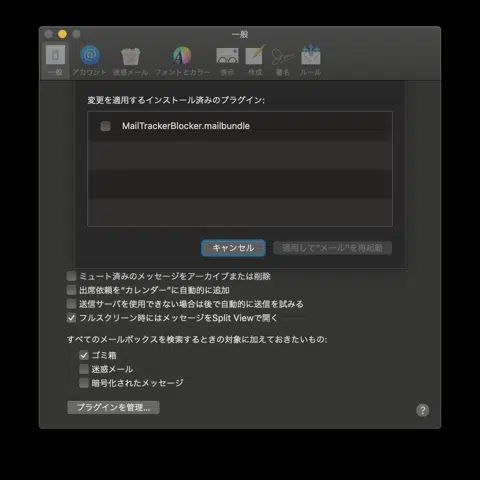 一般
一般
アカウント
迷惑メール
フォントとカラー
表示
作成
署名
ルール
変更を適用するインストール済みのプラグイン:
MailTrackerBlocker.mailbundle
キャンセル
適用して"メール"を再起動
ミュート済みのメッセージをアーカイブまたは削除
出席依頼を"カレンダー"に自動的に追加
送信サーバを使用できない場合は後で自動的に送信を試みる
フルスクリーン時にはメッセージをSplit Viewで開く
すべてのメールボックスを検索するときの対象に加えておきたいもの:
ゴミ箱
迷惑メール
暗号化されたメッセージ
プラグインを管理...
?